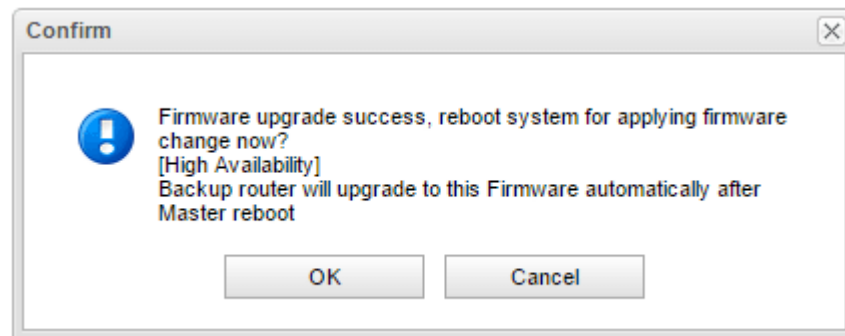 Confirm
Firmware upgrade success, reboot system for applying firmware
change now?
[High Availability]
Backup router will upgrade to this Firmware automatically after
Master reboot
OK
Cancel